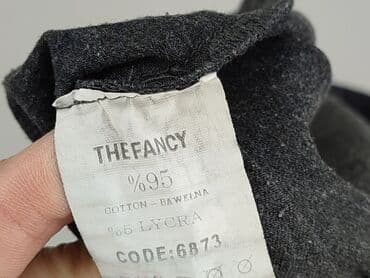 THEFANCY
%95
COTTON-BAWEŁNA
%5 LYCRA
CODE:6873